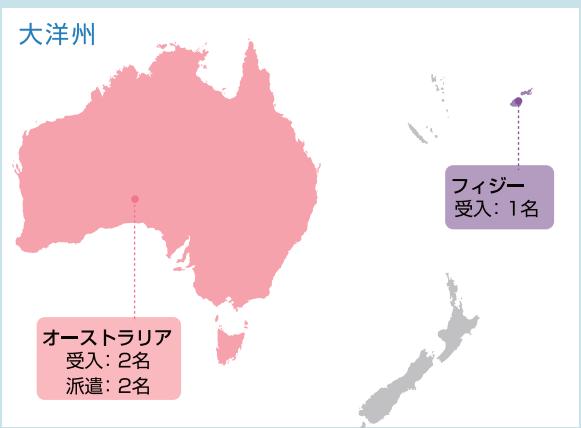 大洋州
フィジー
受入：1名
オーストラリア
受入：2名
派遣：2名